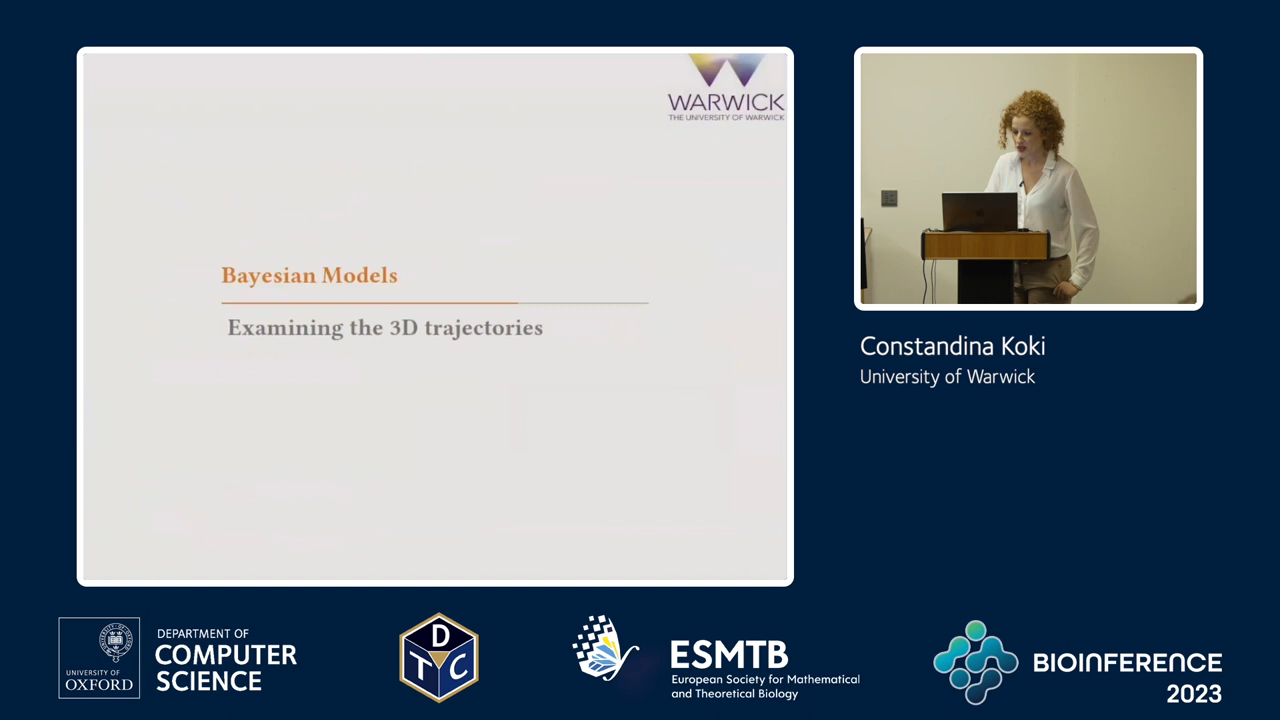 WARWICK
THE UNIVERSITY OF WARWICK
Bayesian Models
Examining the 3D trajectories
Constandina Koki
University of Warwick
UNIVERSITY OF
OXFORD
DEPARTMENT OF
COMPUTER
SCIENCE
D
T C
ESMTB
European Society for Mathematical
and Theoretical Biology
BIOINFERENCE
2023